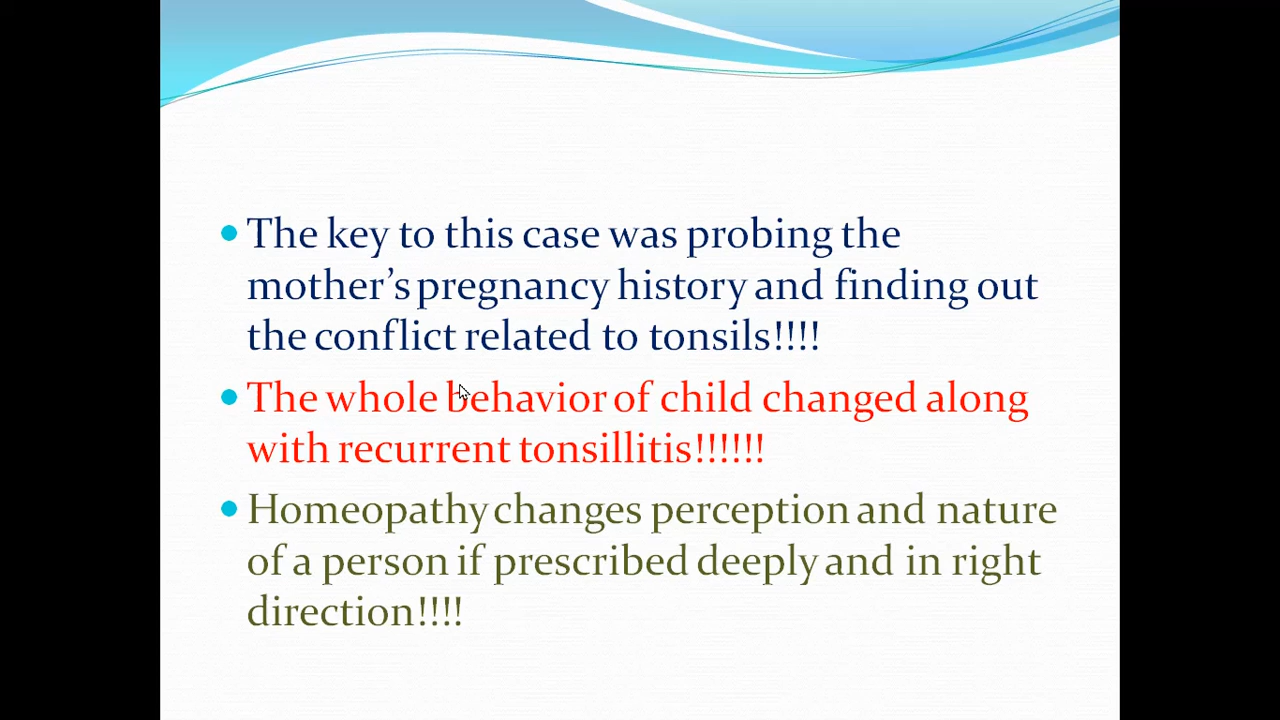 The key to this case was probing the
mother’s pregnancy history and finding out
the conflict related to tonsils!!!!
The whole behavior of child changed along
with recurrent tonsillitis!!!!!!
Homeopathy changes perception and nature
of a person if prescribed deeply and in right
direction!!!!